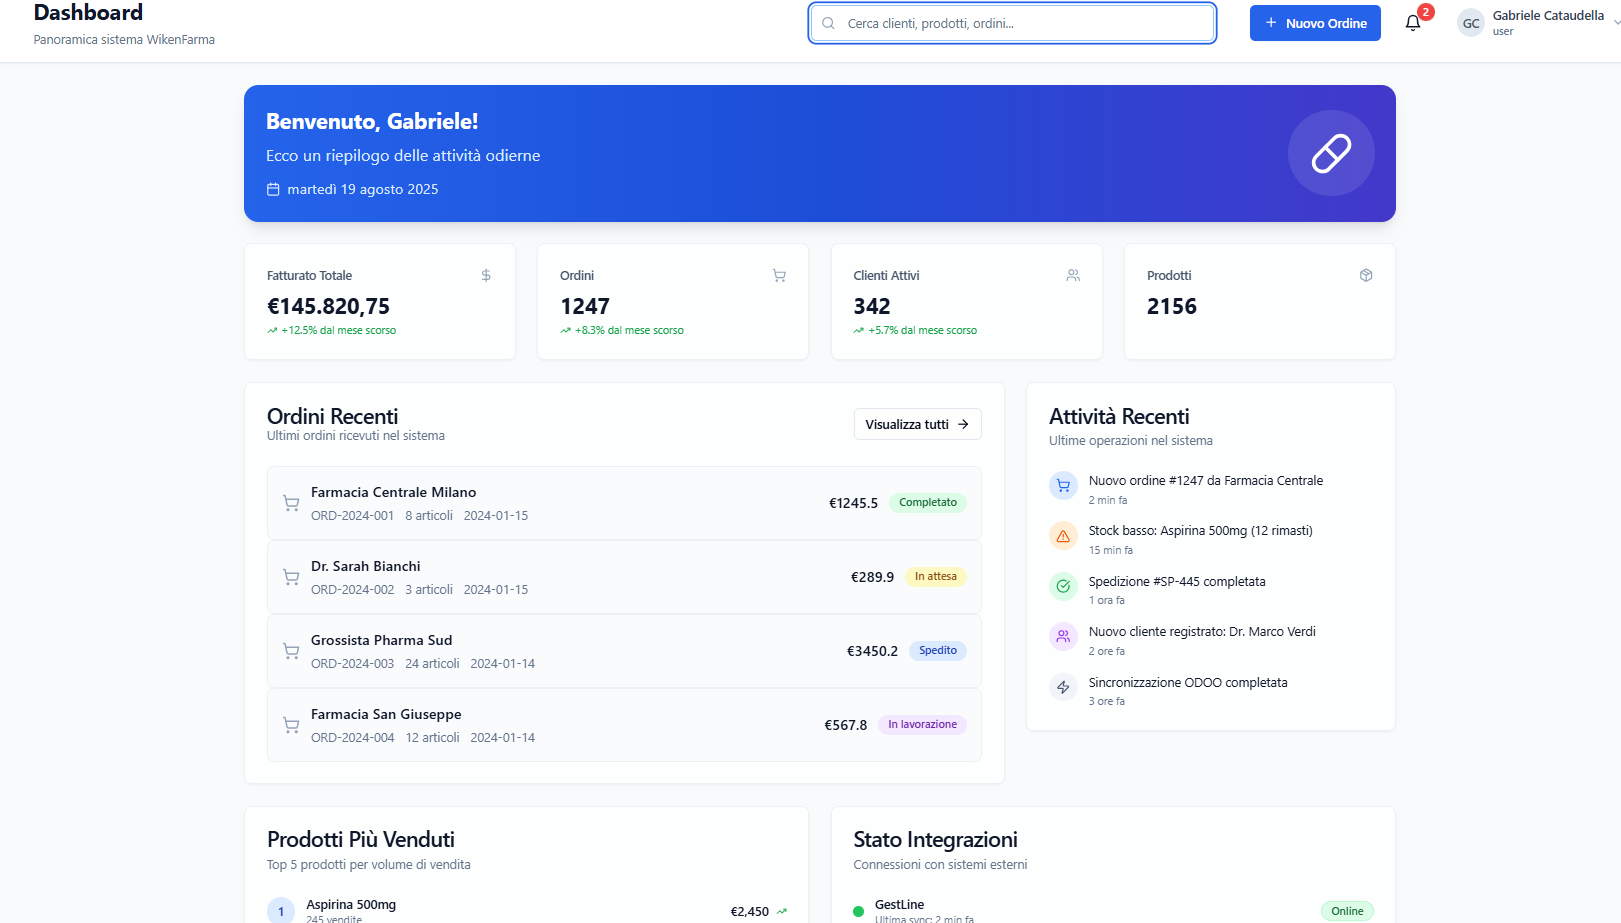 Dashboard
Panoramica sistema WikenFarma
Cerca clienti, prodotti, ordini...
Nuovo Ordine
2
GC
Gabriele Cataudella
user
Benvenuto, Gabriele!
Ecco un riepilogo delle attività odierne
martedì 19 agosto 2025
Fatturato Totale
€145.820,75
+12.5% dal mese scorso
Ordini
1247
+8.3% dal mese scorso
Clienti Attivi
342
+5.7% dal mese scorso
Prodotti
2156
Ordini Recenti
Ultimi ordini ricevuti nel sistema
Visualizza tutti
Farmacia Centrale Milano
ORD-2024-001 8 articoli 2024-01-15
€1245.5 Completato
Dr. Sarah Bianchi
ORD-2024-002 3 articoli 2024-01-15
€289.9 In attesa
Grossista Pharma Sud
ORD-2024-003 24 articoli 2024-01-14
€3450.2 Spedito
Farmacia San Giuseppe
ORD-2024-004 12 articoli 2024-01-14
€567.8 In lavorazione
Attività Recenti
Ultime operazioni nel sistema
Nuovo ordine #1247 da Farmacia Centrale
2 min fa
Stock basso: Aspirina 500mg (12 rimasti)
15 min fa
Spedizione #SP-445 completata
1 ora fa
Nuovo cliente registrato: Dr. Marco Verdi
2 ore fa
Sincronizzazione ODOO completata
3 ore fa
Prodotti Più Venduti
Top 5 prodotti per volume di vendita
1
Aspirina 500mg
245 vendite
€2,450
Stato Integrazioni
Connessioni con sistemi esterni
GestLine
Ultima sync: 2 min fa
Online